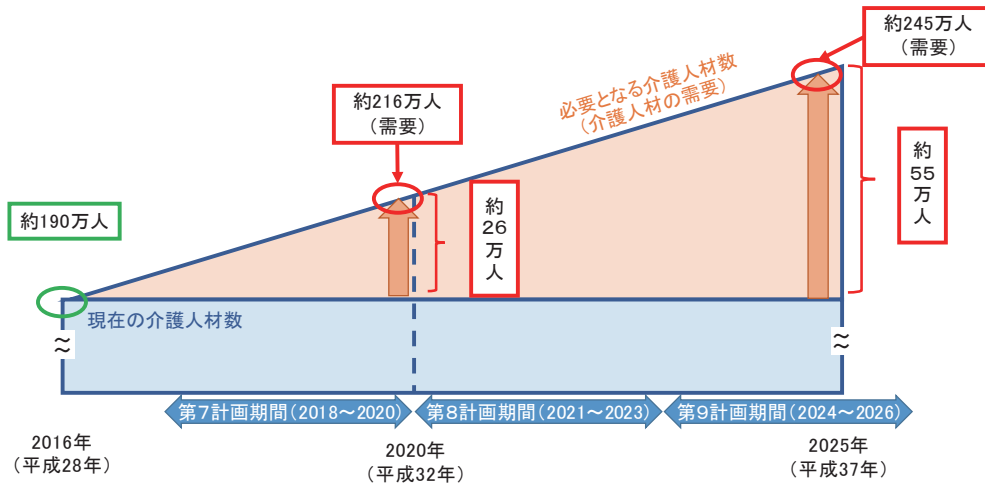 約245万人
(需要)
必要となる介護人材数
(介護人材の需要)
約216万人
(需要)
約
55
万
人
約190万人
約
26
万
人
現在の介護人材数
≈
≈
第7計画期間(2018～2020)
第8計画期間(2021～2023)
第9計画期間(2024～2026)
2016年
(平成28年)
2020年
(平成32年)
2025年
(平成37年)